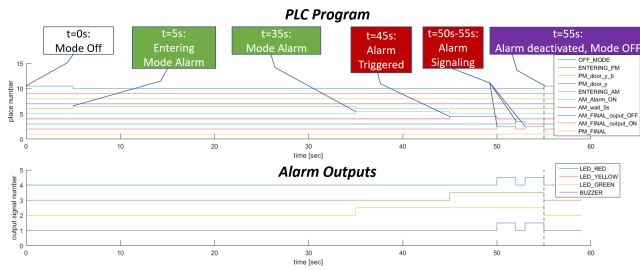 PLC Program
t=0s:
Mode Off
t=5s:
Entering
Mode Alarm
t=35s:
Mode Alarm
t=45s:
Alarm
Triggered
t=50s-55s:
Alarm
Signaling
t=55s:
Alarm deactivated, Mode OFF
place number
15
10
5
0
0
10
20
30
40
50
60
time [sec]
OFF_MODE
ENTERING_PM
PM_door_y_b
PM_door_y
ENTERING_AM
AM_Alarm_ON
AM_wait_5s
AM_FINAL_ouput_OFF
AM_FINAL_output_ON
PM_FINAL
Alarm Outputs
output signal number
5
4
3
2
1
0
0
10
20
30
40
50
60
time [sec]
LED_RED
LED_YELLOW
LED_GREEN
BUZZER